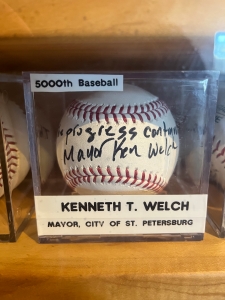 5000th Baseball
progress
Mayor Ken Welch
KENNETH T. WELCH
MAYOR, CITY OF ST. PETERSBURG